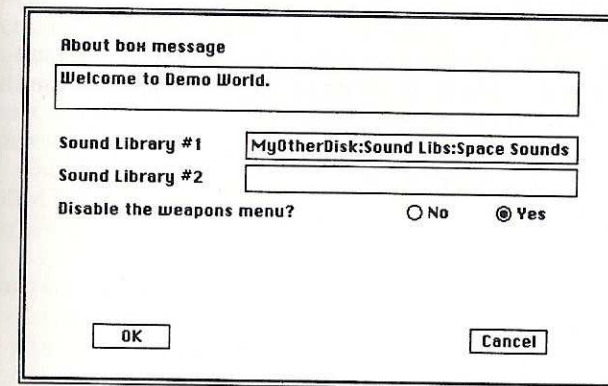 About box message
Welcome to Demo World.
Sound Library #1 MyOtherDisk:Sound Libs:Space Sounds
Sound Library #2
Disable the weapons menu? No Yes
OK Cancel